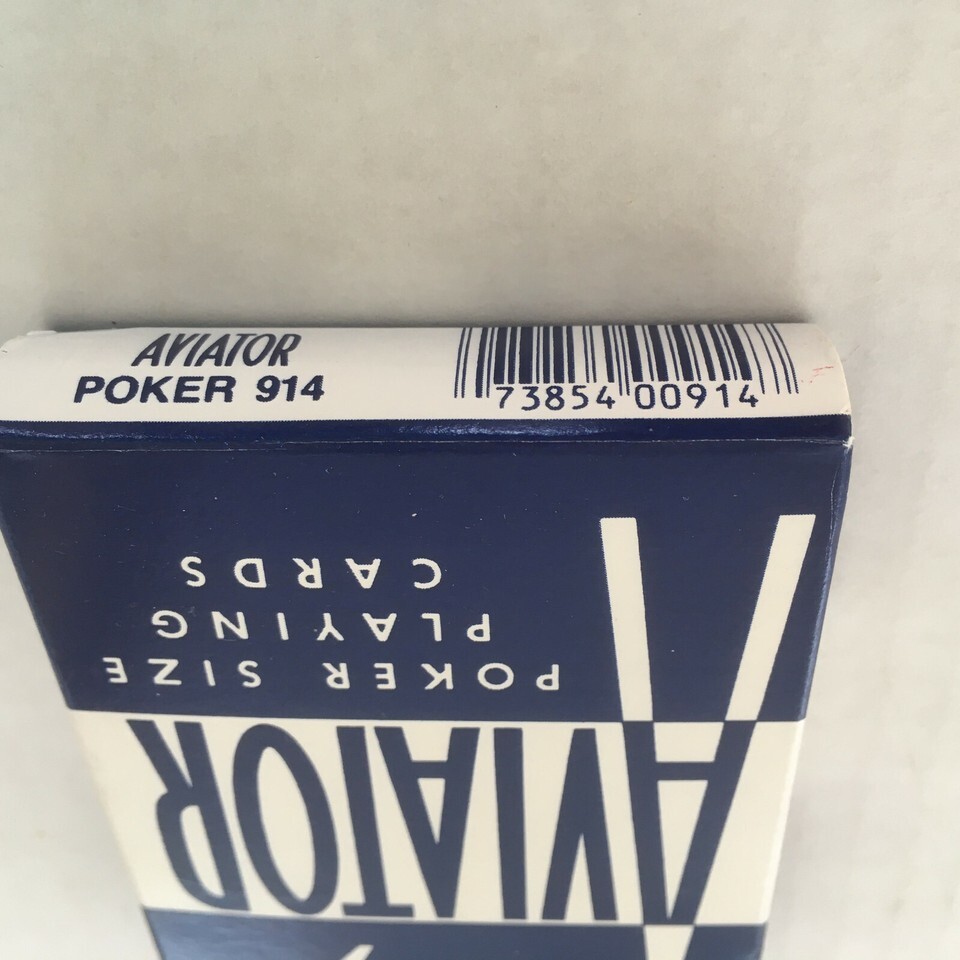 AVIATOR
POKER 914
73854 00914
AVIATOR
POKER SIZE
PLAYING
CARDS